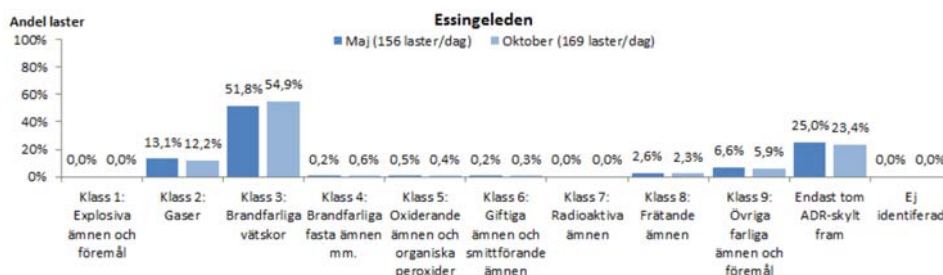 Essingeleden
Andel laster
Maj (156 laster/dag) Oktober (169 laster/dag)
100%
80%
60%
40%
20%
0%
0,0% 0,0%
13,1% 12,2%
51,8% 54,9%
0,2% 0,6%
0,5% 0,4%
0,2% 0,3%
0,0% 0,0%
2,6% 2,3%
6,6% 5,9%
25,0% 23,4%
0,0% 0,0%
Klass 1:
Explosiva
ämnen och
föremål
Klass 2:
Gaser
Klass 3:
Brandfarliga
vätskor
Klass 4:
Brandfarliga
fasta ämnen
mm.
Klass 5:
Oxiderande
ämnen och
organiska
peroxider
Klass 6:
Giftiga
ämnen och
smittförande
ämnen
Klass 7:
Radioaktiva
ämnen
Klass 8:
Frätande
ämnen
Klass 9:
Övriga
farliga
ämnen och
föremål
Endast tom
ADR-skylt
fram
Ej
identiferad